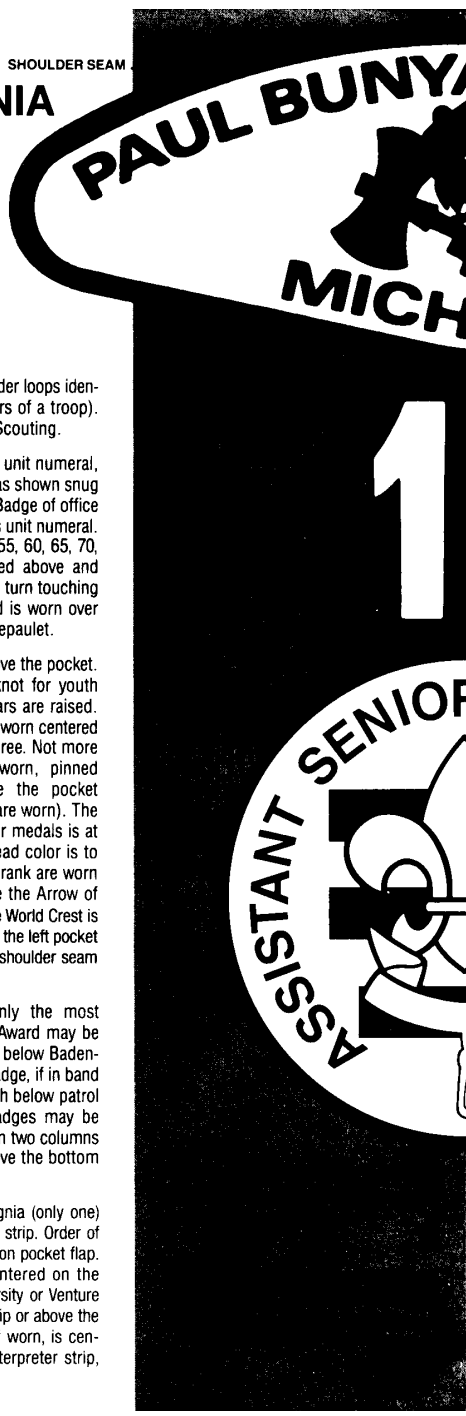 SHOULDER SEAM
NIA
PAUL BUNYA
MICH
1
ASSISTANT SENIOR
der loops iden-
rs of a troop).
Scouting.
unit numeral,
as shown snug
Badge of office
s unit numeral.
55, 60, 65, 70,
ed above and
turn touching
d is worn over
epaulet.
ve the pocket.
knot for youth
ars are raised.
worn centered
ree. Not more
worn, pinned
e the pocket
are worn). The
r medals is at
ead color is to
rank are worn
e the Arrow of
e World Crest is
the left pocket
shoulder seam
nly the most
Award may be
below Baden-
adge, if in band
h below patrol
adges may be
n two columns
ve the bottom
gnia (only one)
strip. Order of
on pocket flap.
ntered on the
rsity or Venture
ip or above the
worn, is cen-
terpreter strip,